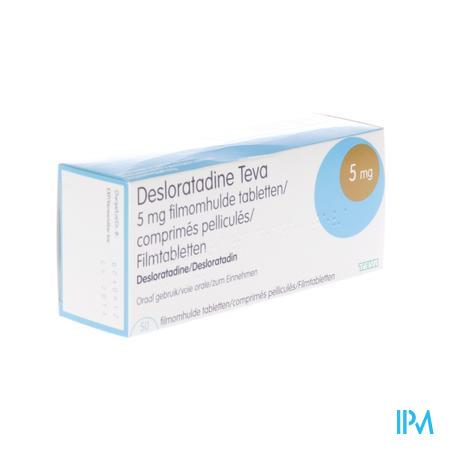 Desloratadine Teva
5 mg filmomhulde tabletten/
comprimés pelliculés/
Filmtabletten
Desloratadine/Desloratadin
Oraal gebruik/voie orale/zum Einnehmen
50 filmomhulde tabletten/comprimés pelliculés/Filmtabletten
5 mg
TEVA
IPM